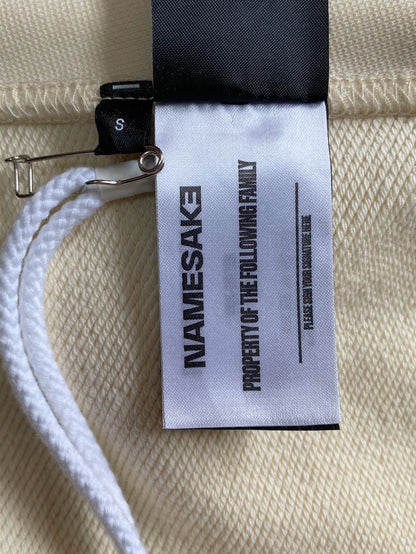 S
NAMESAKE
PROPERTY OF THE FOLLOWING FAMILY
PLEASE SIGN YOUR SIGNATURE HERE